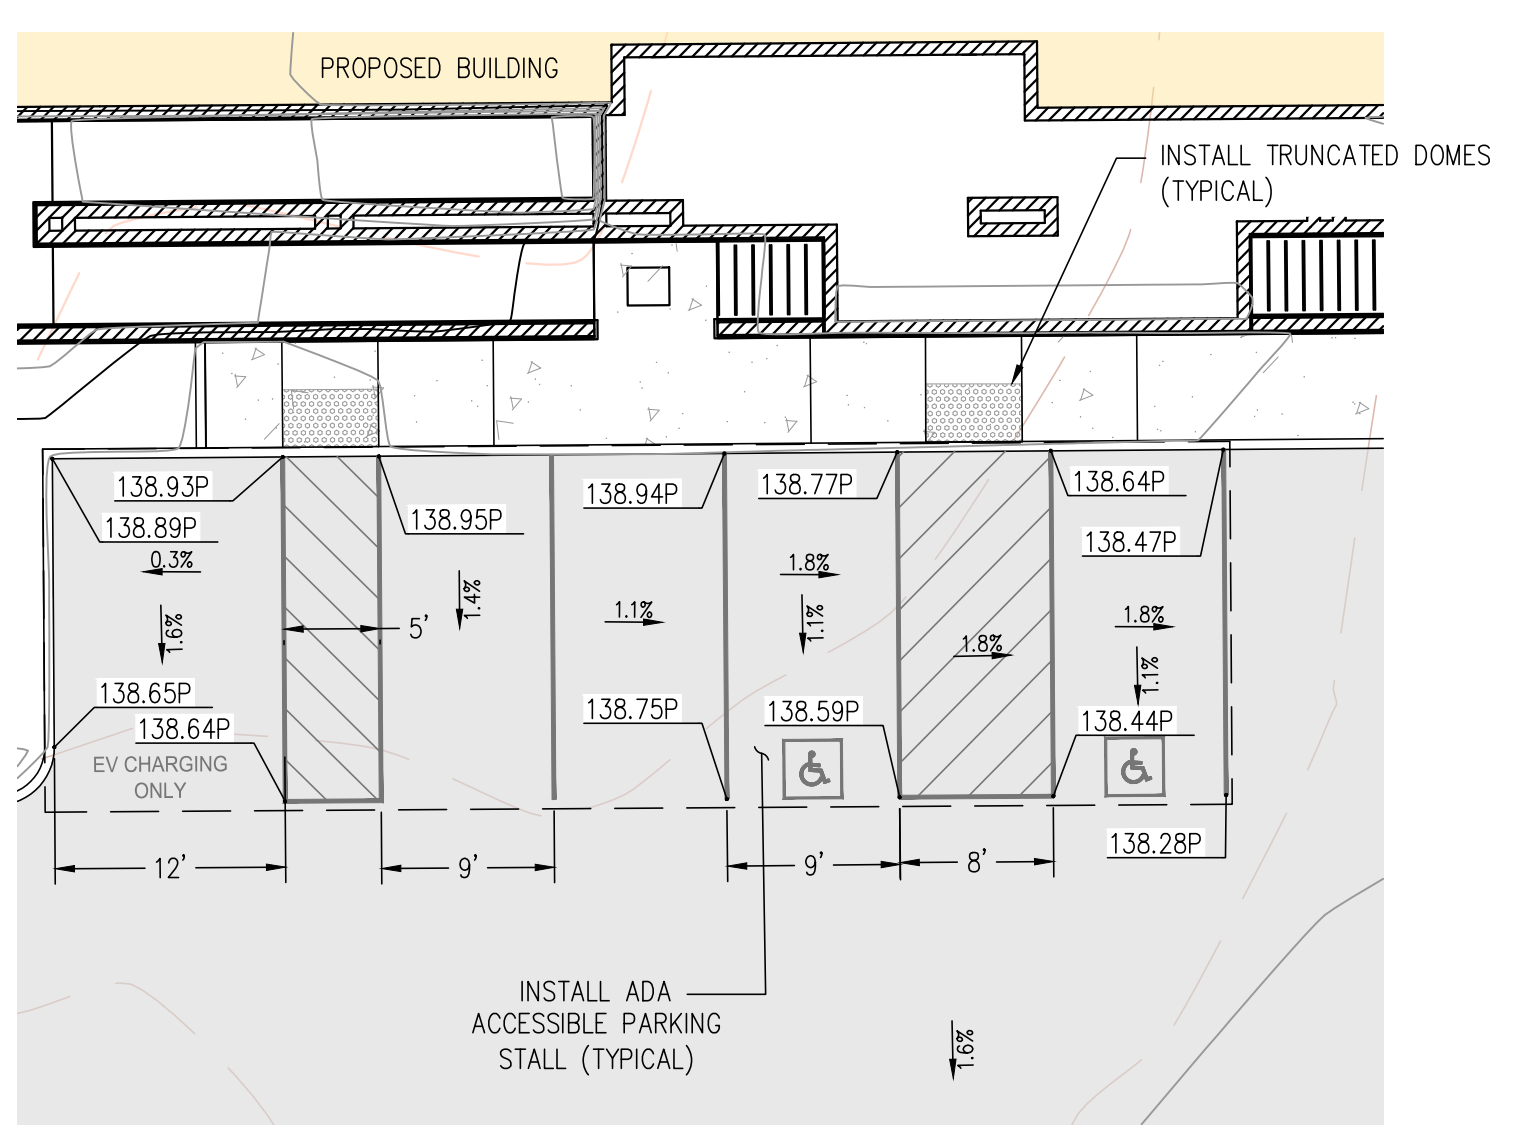 PROPOSED BUILDING
INSTALL TRUNCATED DOMES
(TYPICAL)
138.93P
138.89P
0.3%
1.6%
138.95P
1.4%
5'
138.94P
1.1%
138.77P
1.8%
1.1%
138.64P
138.47P
1.8%
1.8%
1.1%
138.65P
138.64P
EV CHARGING
ONLY
138.75P
138.59P
138.44P
138.28P
12'
9'
9'
8'
INSTALL ADA
ACCESSIBLE PARKING
STALL (TYPICAL)
1.6%